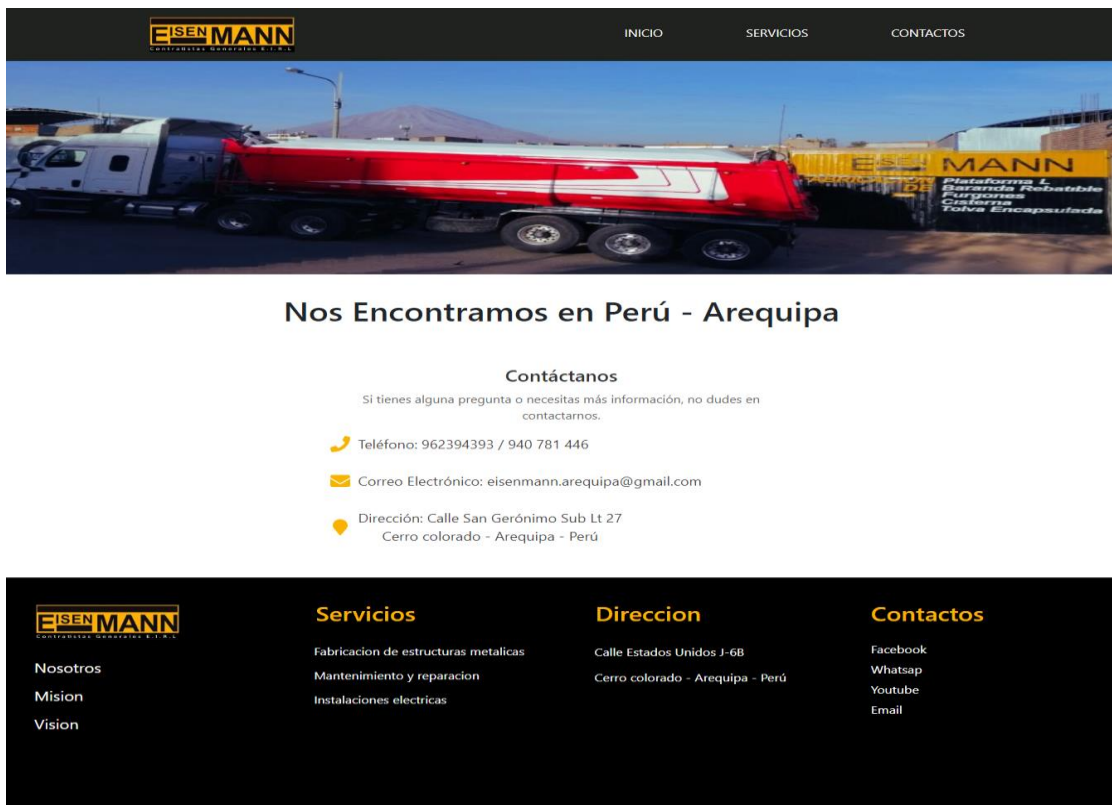 EISENMANN
Contratistas Generales E.I.R.L
INICIO SERVICIOS CONTACTOS
EISEN MANN
DE
Plataforma L
Baranda Rebatible
Furgones
Cisterna
Tolva Encapsulada
Nos Encontramos en Perú - Arequipa
Contáctanos
Si tienes alguna pregunta o necesitas más información, no dudes en
contactarnos.
Teléfono: 962394393 / 940 781 446
Correo Electrónico: eisenmann.arequipa@gmail.com
Dirección: Calle San Gerónimo Sub Lt 27
Cerro colorado - Arequipa - Perú
EISENMANN
Contratistas Generales E.I.R.L
Nosotros
Mision
Vision
Servicios
Fabricacion de estructuras metalicas
Mantenimiento y reparacion
Instalaciones electricas
Direccion
Calle Estados Unidos J-6B
Cerro colorado - Arequipa - Perú
Contactos
Facebook
Whatsap
Youtube
Email